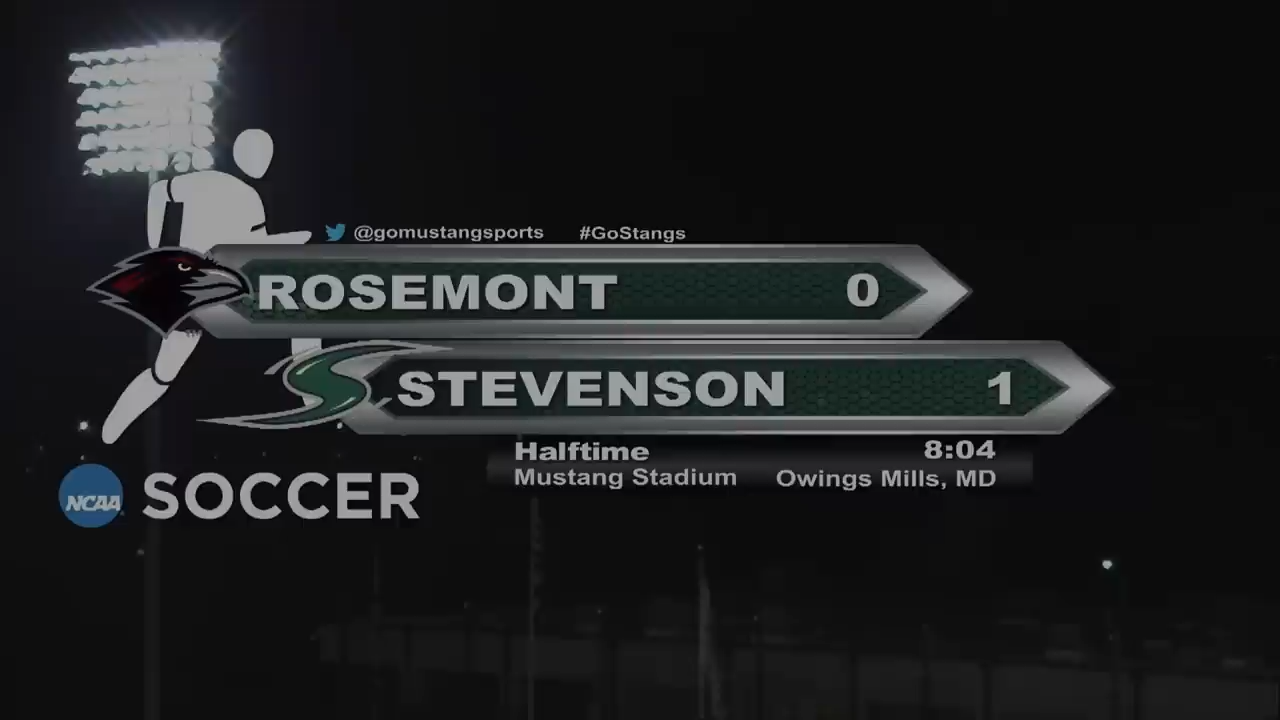 @gomustangsports #GoStangs
ROSEMONT 0
STEVENSON 1
Halftime 8:04
Mustang Stadium Owings Mills, MD
NCAA SOCCER